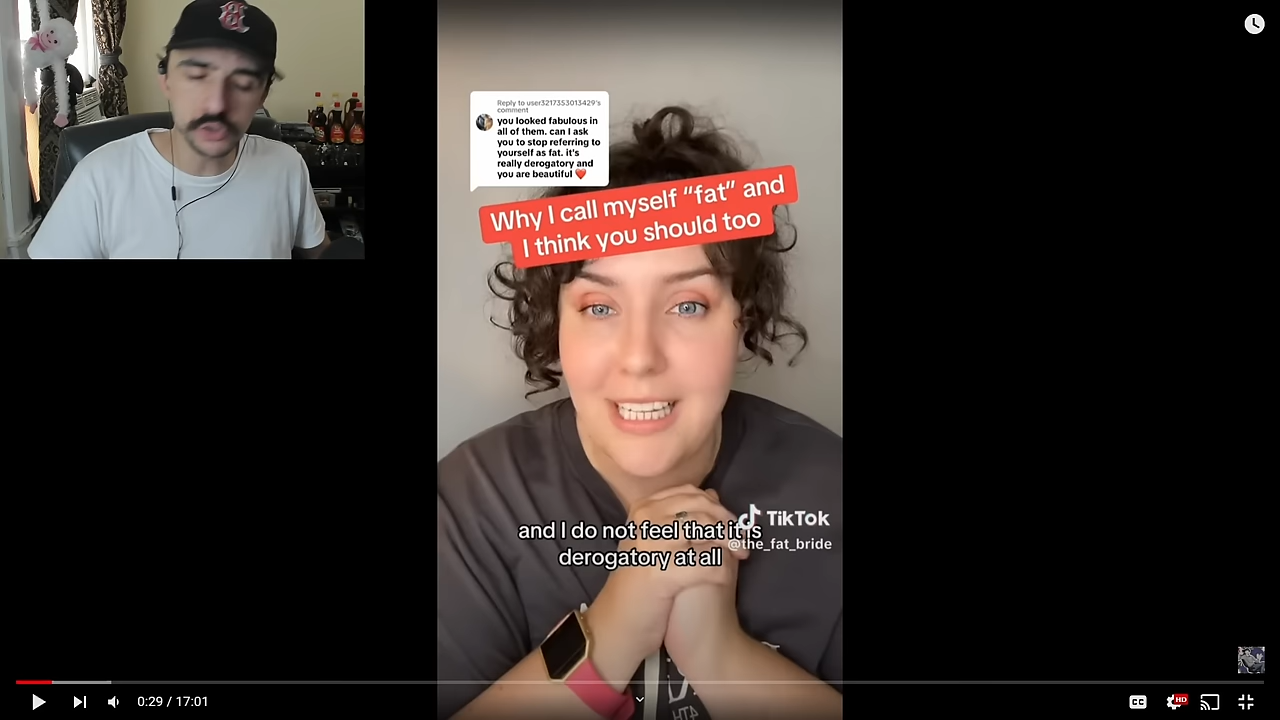 Reply to user3217353013429's
comment
you looked fabulous in
all of them. can I ask
you to stop referring to
yourself as fat. it's
really derogatory and
you are beautiful ❤️
Why I call myself "fat" and
I think you should too
and I do not feel that it is
derogatory at all
TikTok
@the_fat_bride
0:29 / 17:01
CC
HD